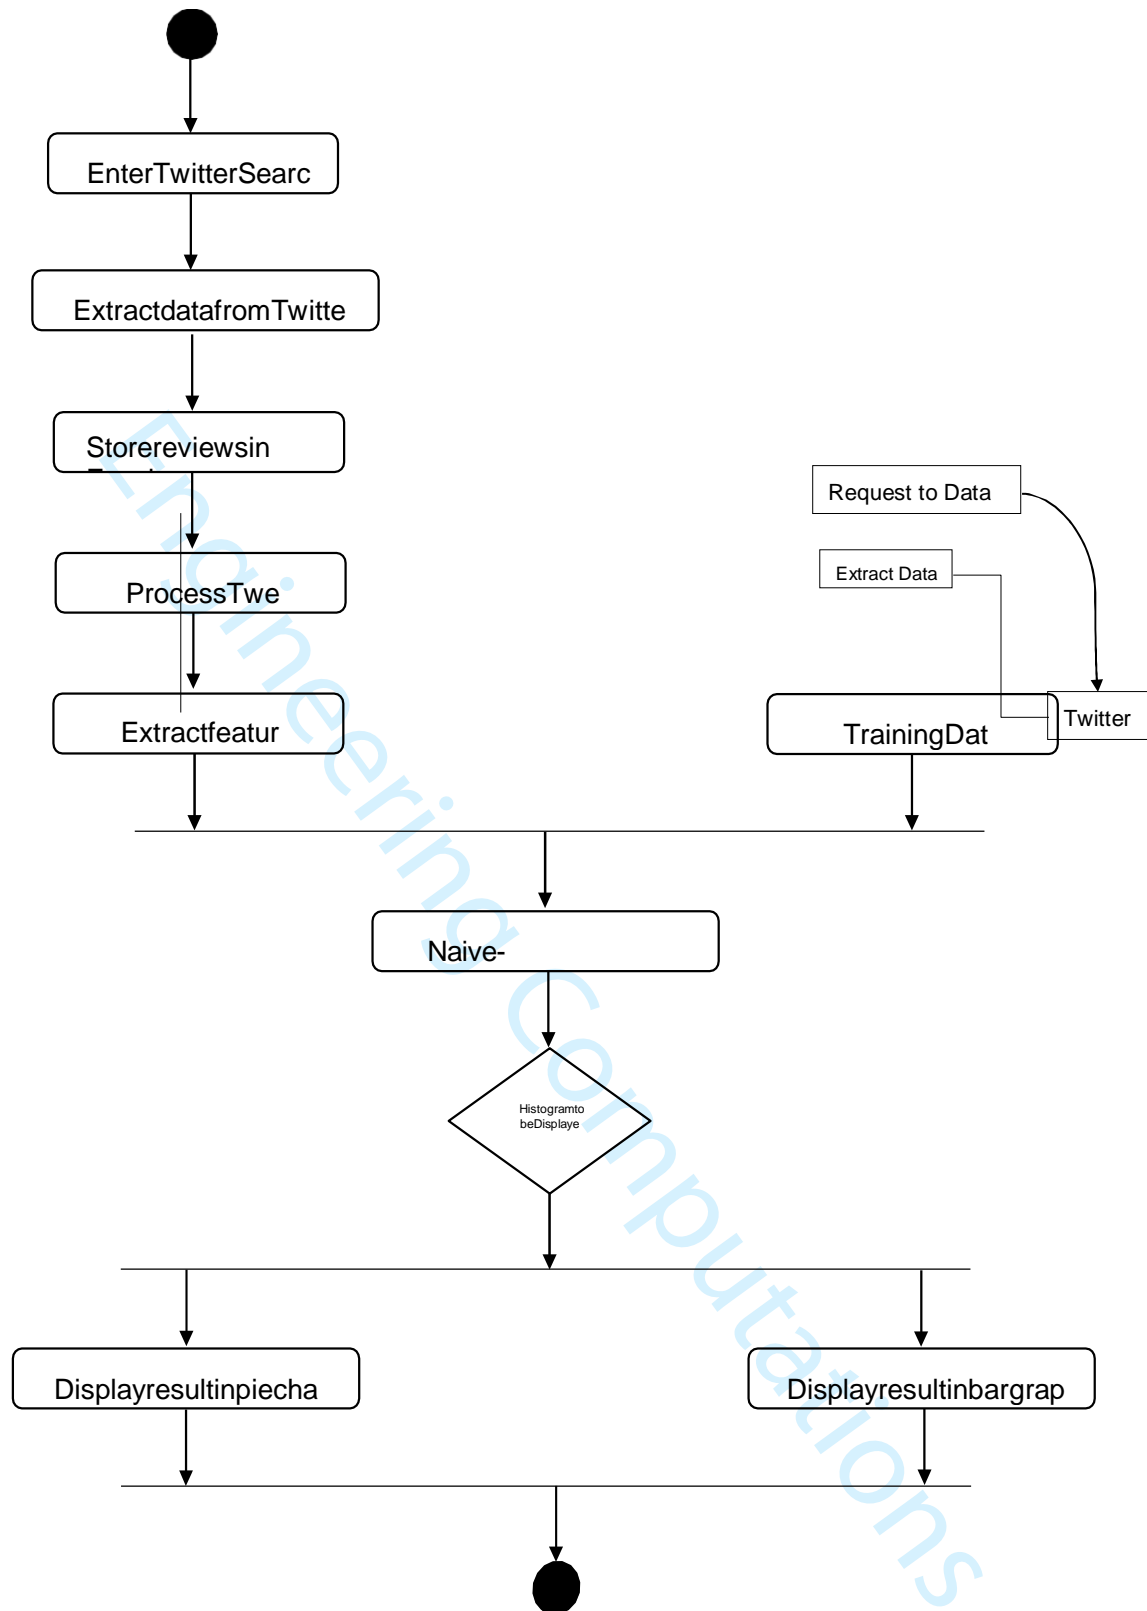 EnterTwitterSearc
ExtractdatafromTwitte
Storereviewsin
Request to Data
Extract Data
ProcessTwe
Extractfeatur
TrainingDat
Twitter
Naive-
Histogramto
beDisplaye
Displayresultinpiecha
Displayresultinbargrap
Engineering Computations